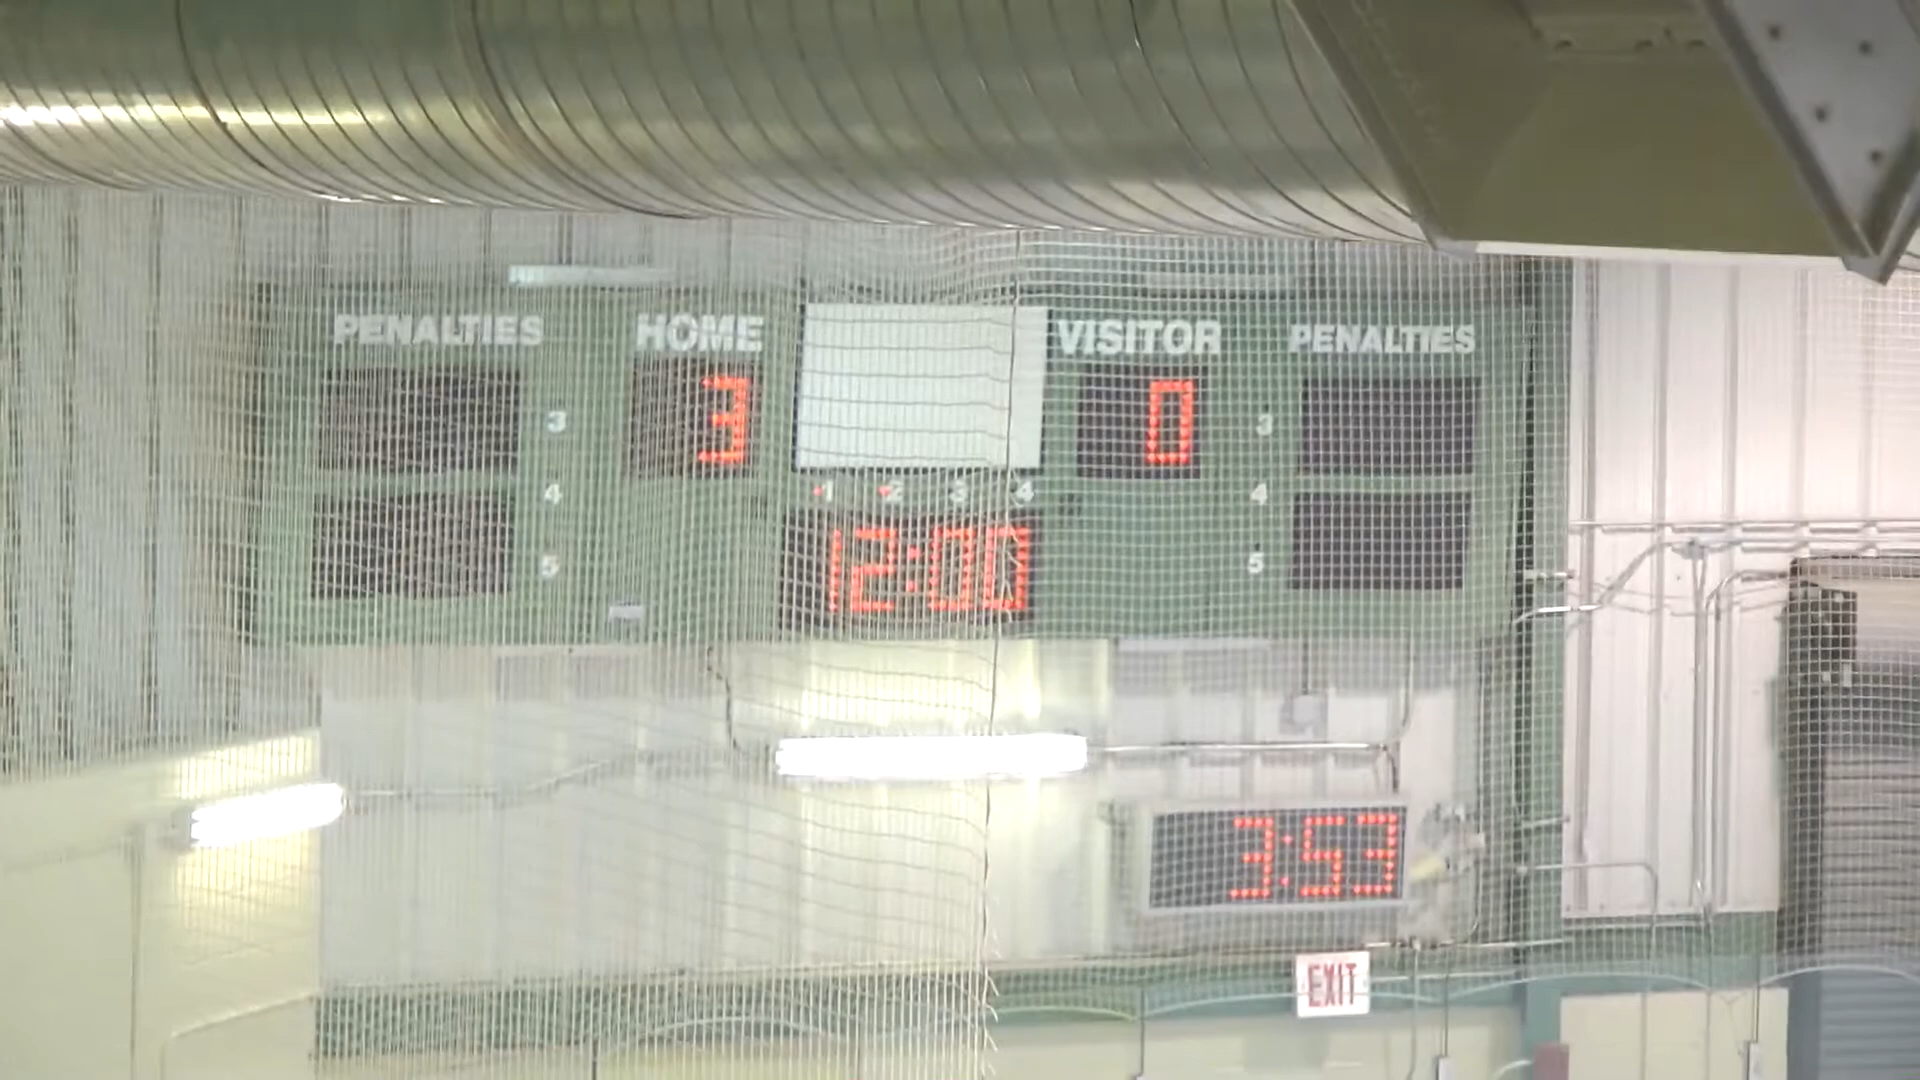 PENALTIES HOME VISITOR PENALTIES
3 3 0 3
4 1 2 3 4 4
5 12:00 5
3:53
EXIT